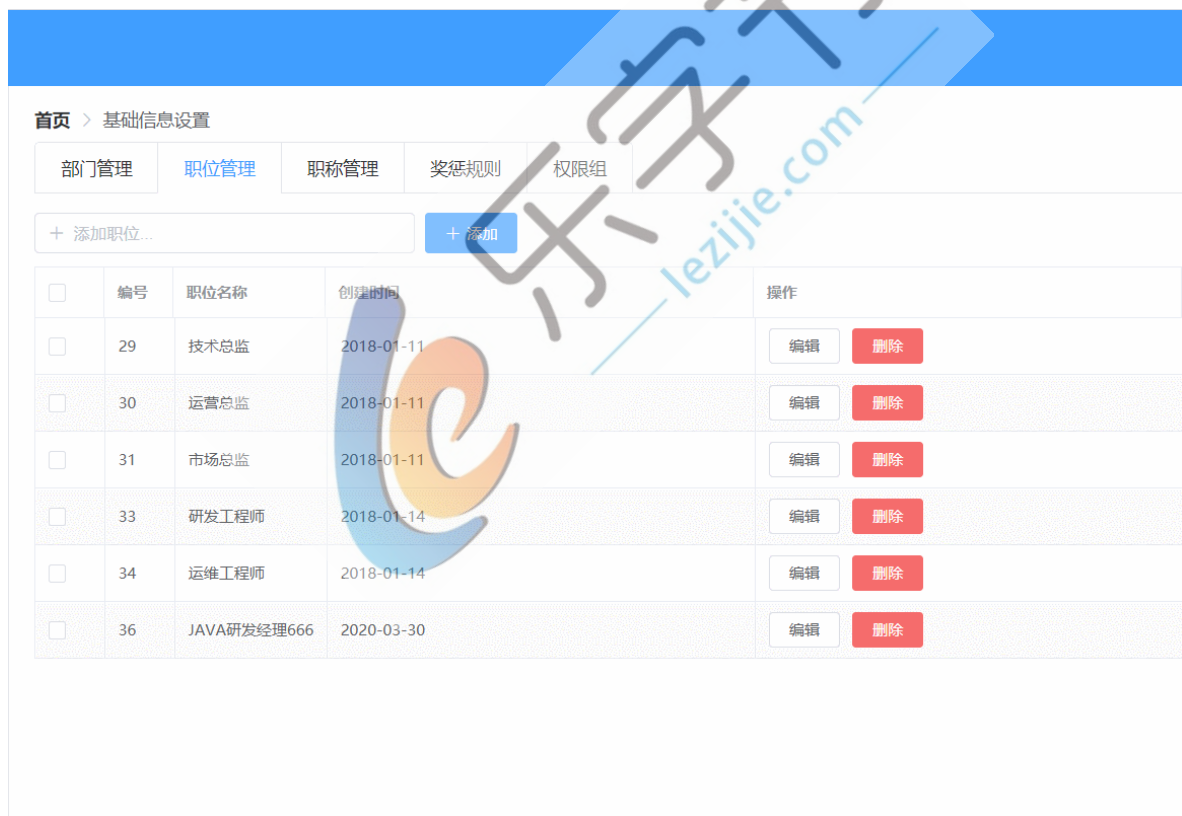 首页 > 基础信息设置
部门管理 职位管理 职称管理 奖惩规则 权限组
+ 添加职位... + 添加
编号 职位名称 创建时间 操作
29 技术总监 2018-01-11 编辑 删除
30 运营总监 2018-01-11 编辑 删除
31 市场总监 2018-01-11 编辑 删除
33 研发工程师 2018-01-14 编辑 删除
34 运维工程师 2018-01-14 编辑 删除
36 JAVA研发经理666 2020-03-30 编辑 删除
乐字
lezijie.com